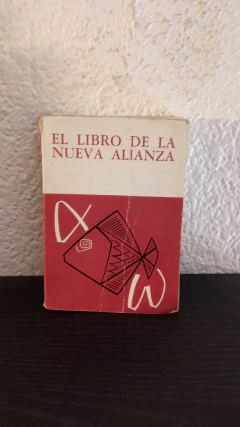 EL LIBRO DE LA
NUEVA ALIANZA
α
ω